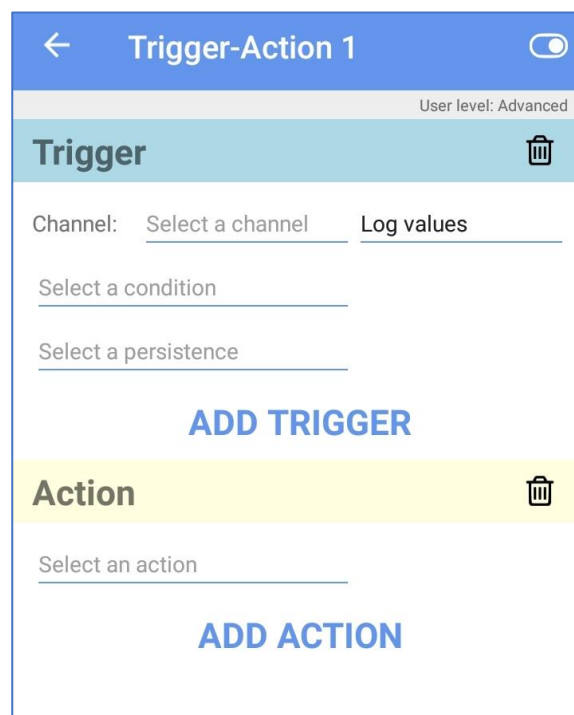 Trigger-Action 1
User level: Advanced
Trigger
Channel: Select a channel Log values
Select a condition
Select a persistence
ADD TRIGGER
Action
Select an action
ADD ACTION